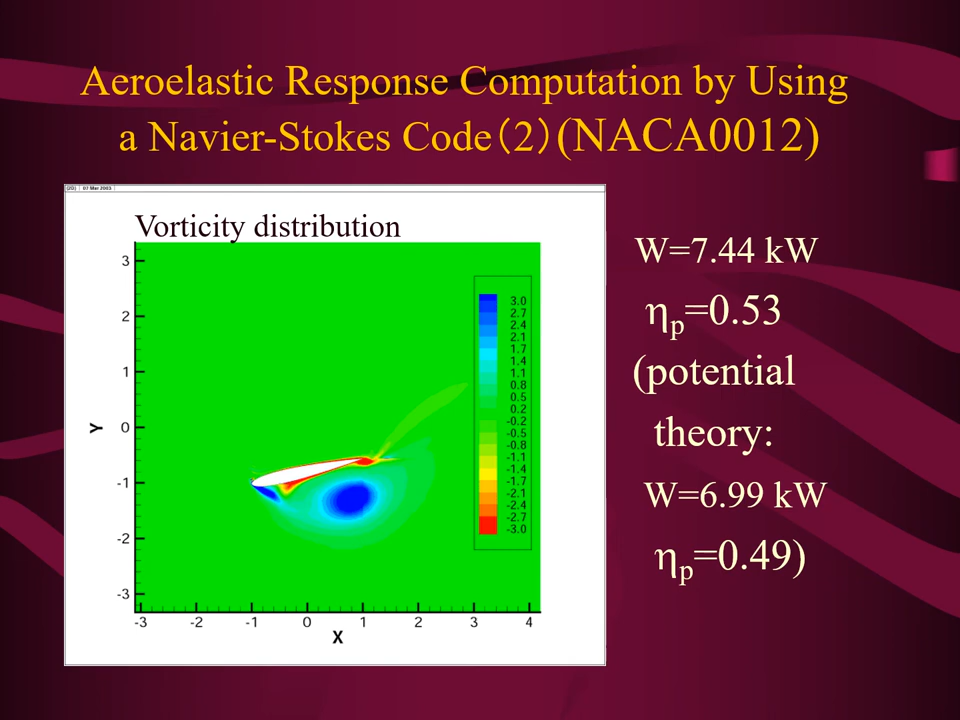 Aeroelastic Response Computation by Using
a Navier-Stokes Code（2）(NACA0012)
(2D) | 07 Mar 2003
Vorticity distribution
3
2
1
0
-1
-2
-3
Y
-3 -2 -1 0 1 2 3 4
X
3.0
2.7
2.4
2.1
1.7
1.4
1.1
0.8
0.5
0.2
-0.2
-0.5
-0.8
-1.1
-1.4
-1.7
-2.1
-2.4
-2.7
-3.0
W=7.44 kW
ηp=0.53
(potential
theory:
W=6.99 kW
ηp=0.49)